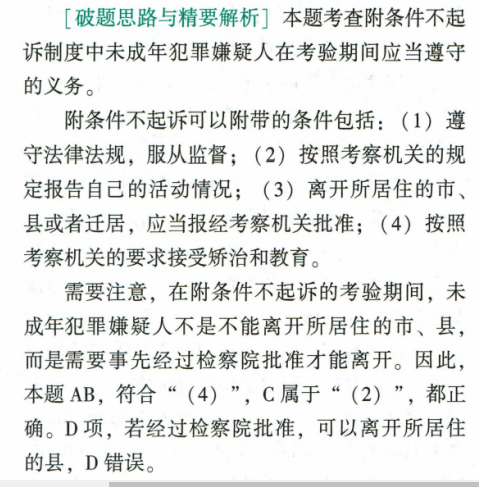 ［破题思路与精要解析］本题考查附条件不起
诉制度中未成年犯罪嫌疑人在考验期间应当遵守
的义务。
附条件不起诉可以附带的条件包括：（1）遵
守法律法规，服从监督；（2）按照考察机关的规
定报告自己的活动情况；（3）离开所居住的市、
县或者迁居，应当报经考察机关批准；（4）按照
考察机关的要求接受矫治和教育。
需要注意，在附条件不起诉的考验期间，未
成年犯罪嫌疑人不是不能离开所居住的市、县，
而是需要事先经过检察院批准才能离开。因此，
本题 AB，符合“（4）”，C 属于“（2）”，都正
确。D 项，若经过检察院批准，可以离开所居住
的县，D 错误。